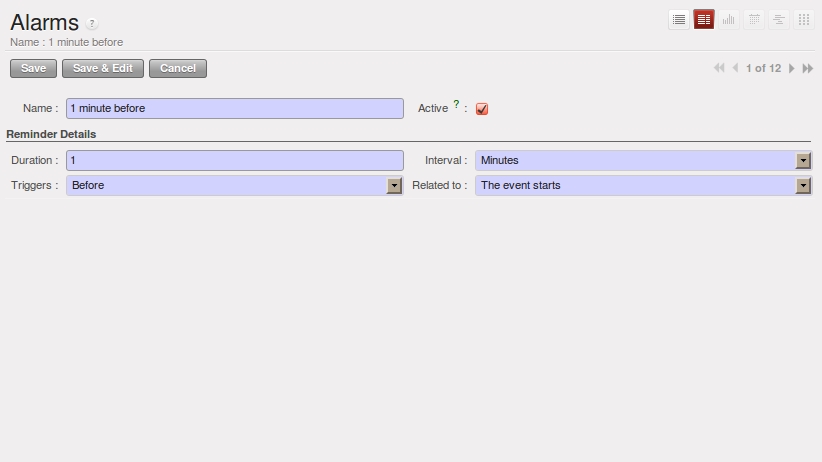 Alarms ?
Name : 1 minute before
Save Save & Edit Cancel 1 of 12
Name : 1 minute before Active ? :
Reminder Details
Duration : 1 Interval : Minutes
Triggers : Before Related to : The event starts